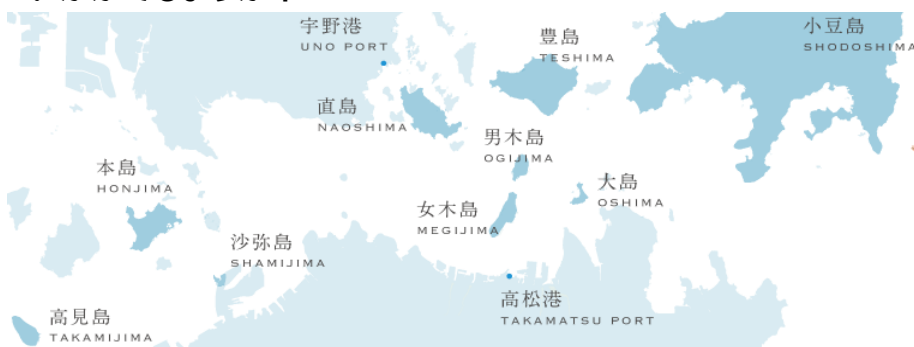 宇野港
UNO PORT
豊島
TESHIMA
小豆島
SHODOSHIMA
直島
NAOSHIMA
男木島
OGIJIMA
本島
HONJIMA
大島
OSHIMA
女木島
MEGIJIMA
沙弥島
SHAMIJIMA
高松港
TAKAMATSU PORT
高見島
TAKAMIJIMA